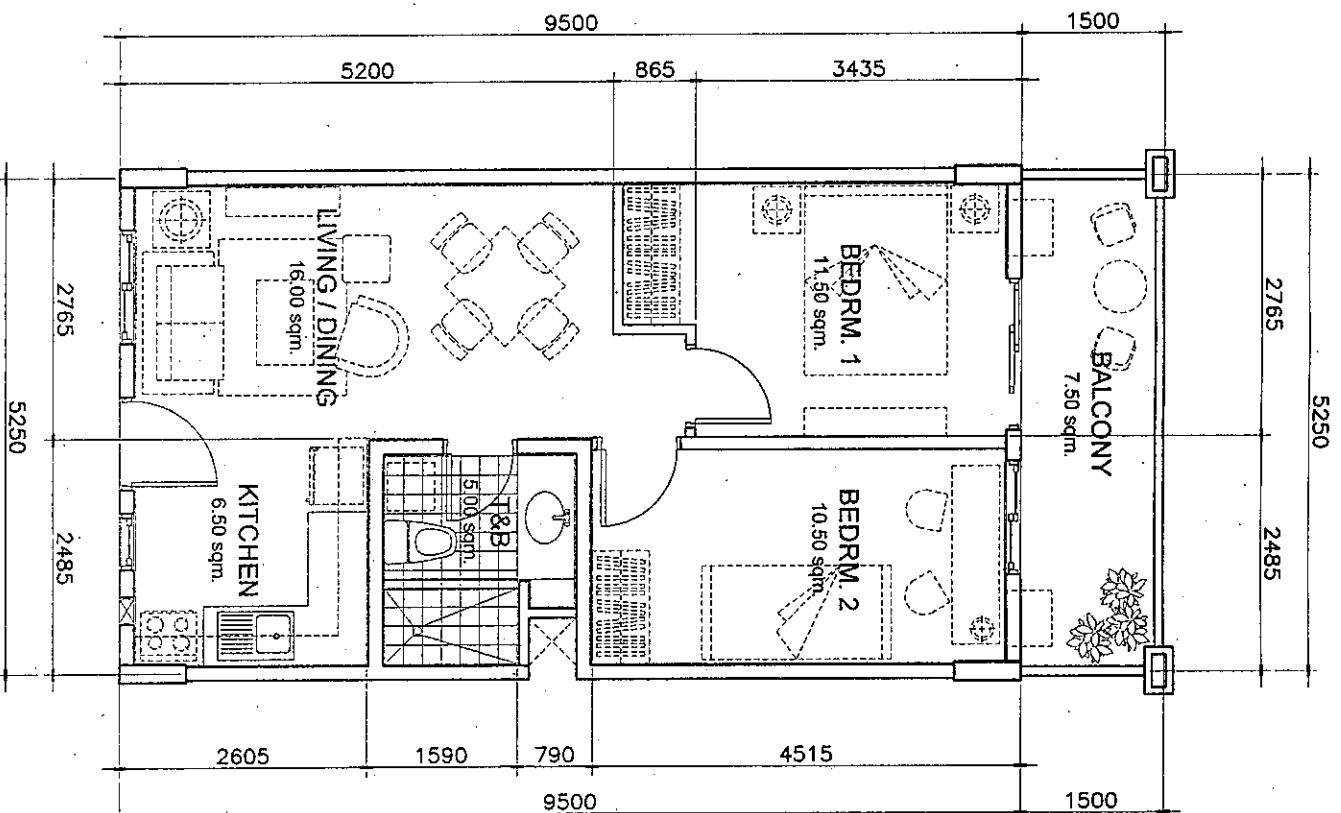 9500
1500
5200
865
3435
LIVING / DINING
16.00 sqm.
BEDRM. 1
11.50 sqm.
BALCONY
7.50 sqm.
2765
5250
2765
5250
KITCHEN
6.50 sqm.
T&B
5.00 sqm.
BEDRM. 2
10.50 sqm.
2485
2485
2605
1590
790
4515
9500
1500